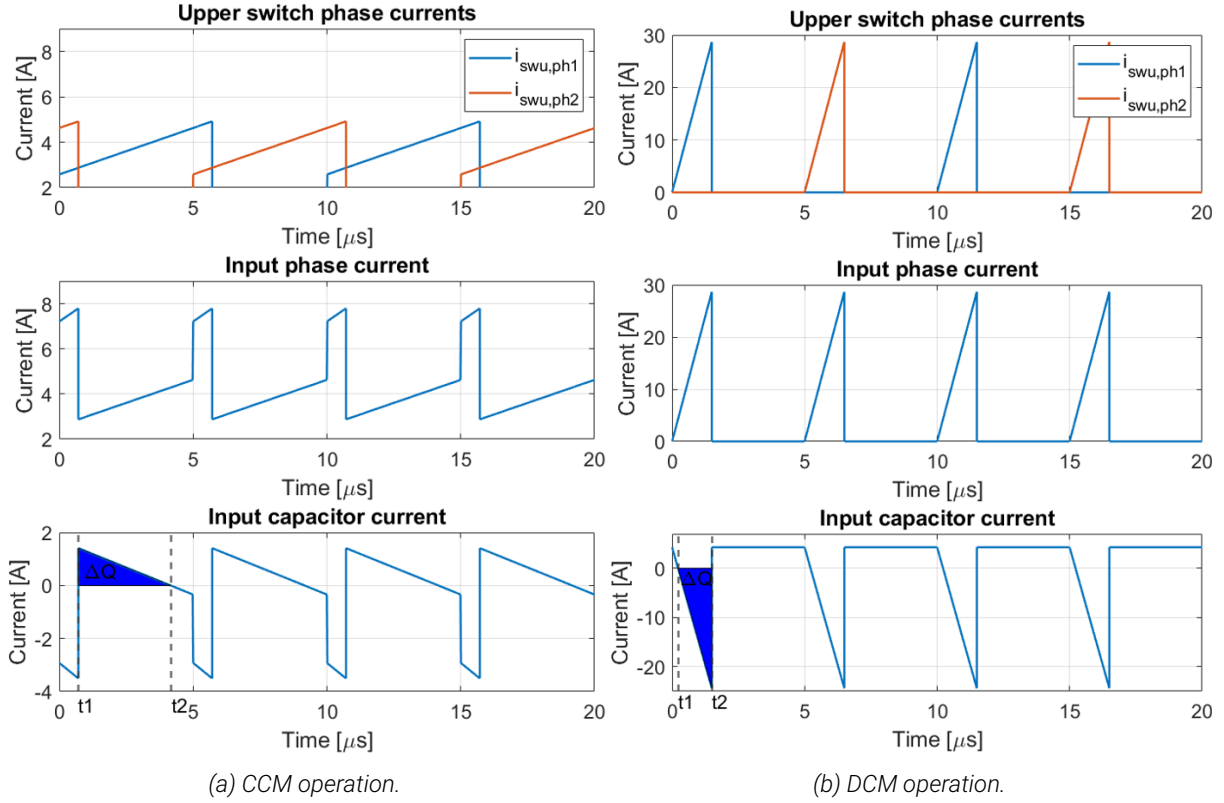 Upper switch phase currents
Current [A]
8
6
4
2
i_swu,ph1
i_swu,ph2
0 5 10 15 20
Time [μs]
Input phase current
Current [A]
8
6
4
2
0 5 10 15 20
Time [μs]
Input capacitor current
Current [A]
2
0
-2
-4
ΔQ
0 t1 t2 5 10 15 20
Time [μs]
(a) CCM operation.
Upper switch phase currents
Current [A]
30
20
10
0
i_swu,ph1
i_swu,ph2
0 5 10 15 20
Time [μs]
Input phase current
Current [A]
30
20
10
0
0 5 10 15 20
Time [μs]
Input capacitor current
Current [A]
0
-10
-20
ΔQ
0 t1 t2 5 10 15 20
Time [μs]
(b) DCM operation.